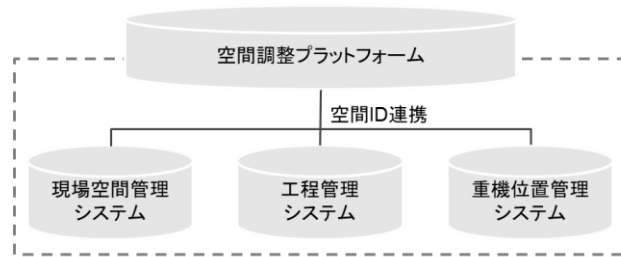 空間調整プラットフォーム
空間ID連携
現場空間管理
システム
工程管理
システム
重機位置管理
システム